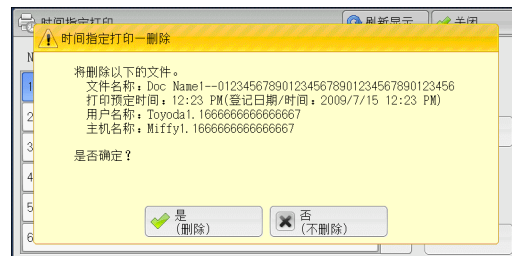 时间指定打印
刷新显示
关闭
时间指定打印—删除
N
将删除以下的文件。
文件名称：Doc Name1--0123456789012345678901234567890123456
打印预定时间：12:23 PM(登记日期/时间：2009/7/15 12:23 PM)
用户名称：Toyoda1.1666666666666667
主机名称：Miffy1.1666666666666667
是否确定？
1
2
3
4
5
6
是
(删除)
否
(不删除)